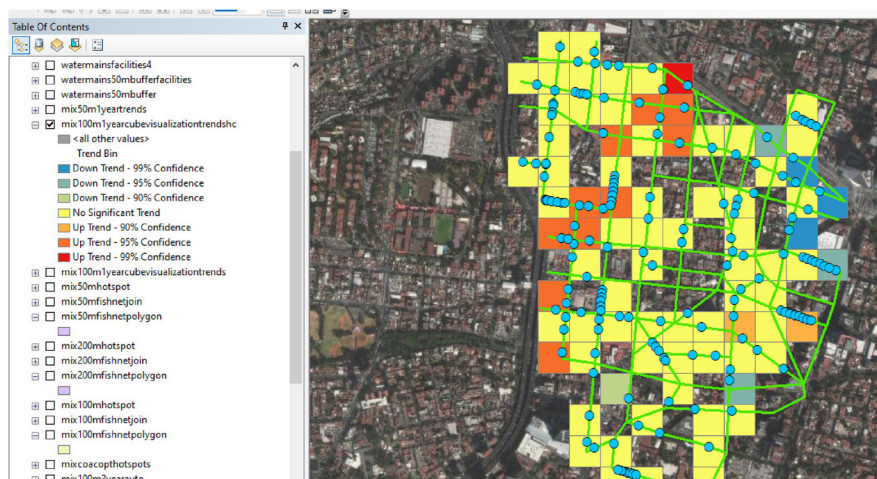 Table Of Contents
watermainsfacilities4
watermains50mbufferfacilities
watermains50mbuffer
mix50m1yeartrends
mix100m1yearcubevisualizationtrendshc
<all other values>
Trend Bin
Down Trend - 99% Confidence
Down Trend - 95% Confidence
Down Trend - 90% Confidence
No Significant Trend
Up Trend - 90% Confidence
Up Trend - 95% Confidence
Up Trend - 99% Confidence
mix100m1yearcubevisualizationtrends
mix50mhotspot
mix50mfishnetjoin
mix50mfishnetpolygon
mix200mhotspot
mix200mfishnetjoin
mix200mfishnetpolygon
mix100mhotspot
mix100mfishnetjoin
mix100mfishnetpolygon
mixcoacopthotspots
mix100m2yearauto